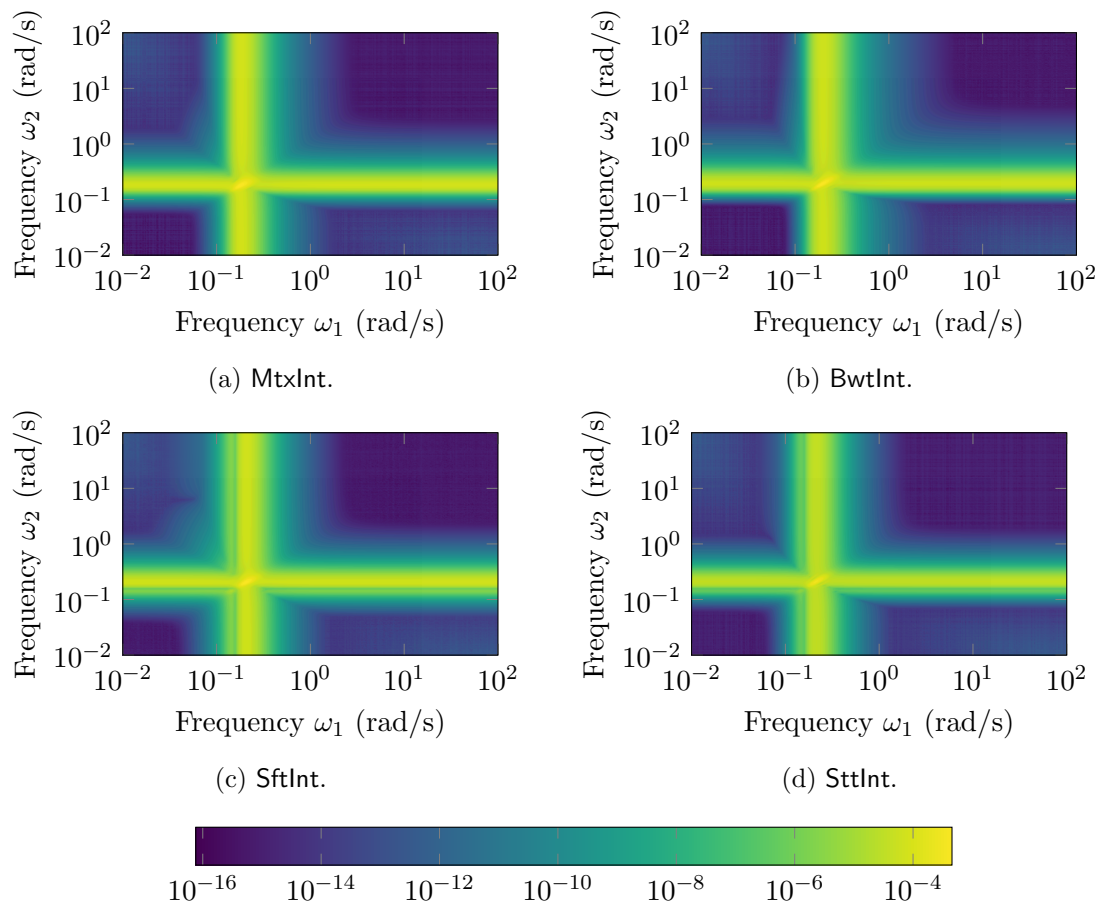 10^2 10^2
10^1 10^1
10^0 10^0
10^−1 10^−1
10^−2 10^−2
Frequency ω₂ (rad/s) Frequency ω₂ (rad/s)
10^−2 10^−1 10^0 10^1 10^2 10^−2 10^−1 10^0 10^1 10^2
Frequency ω₁ (rad/s) Frequency ω₁ (rad/s)
(a) MtxInt. (b) BwtInt.
10^2 10^2
10^1 10^1
10^0 10^0
10^−1 10^−1
10^−2 10^−2
Frequency ω₂ (rad/s) Frequency ω₂ (rad/s)
10^−2 10^−1 10^0 10^1 10^2 10^−2 10^−1 10^0 10^1 10^2
Frequency ω₁ (rad/s) Frequency ω₁ (rad/s)
(c) SftInt. (d) SttInt.
10^−16 10^−14 10^−12 10^−10 10^−8 10^−6 10^−4